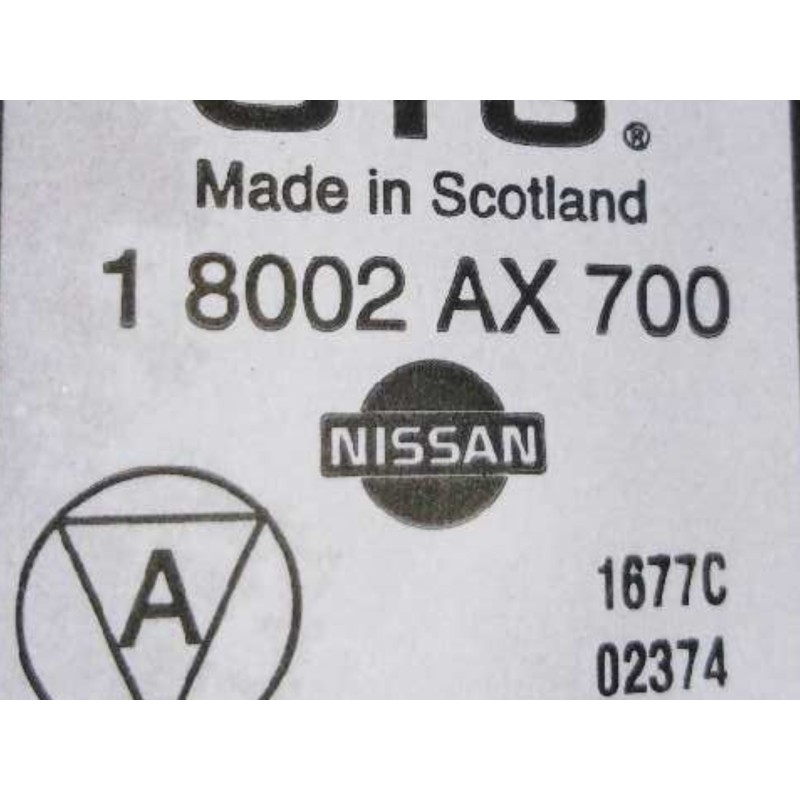 ®
Made in Scotland
1 8002 AX 700
NISSAN
A
1677C
02374